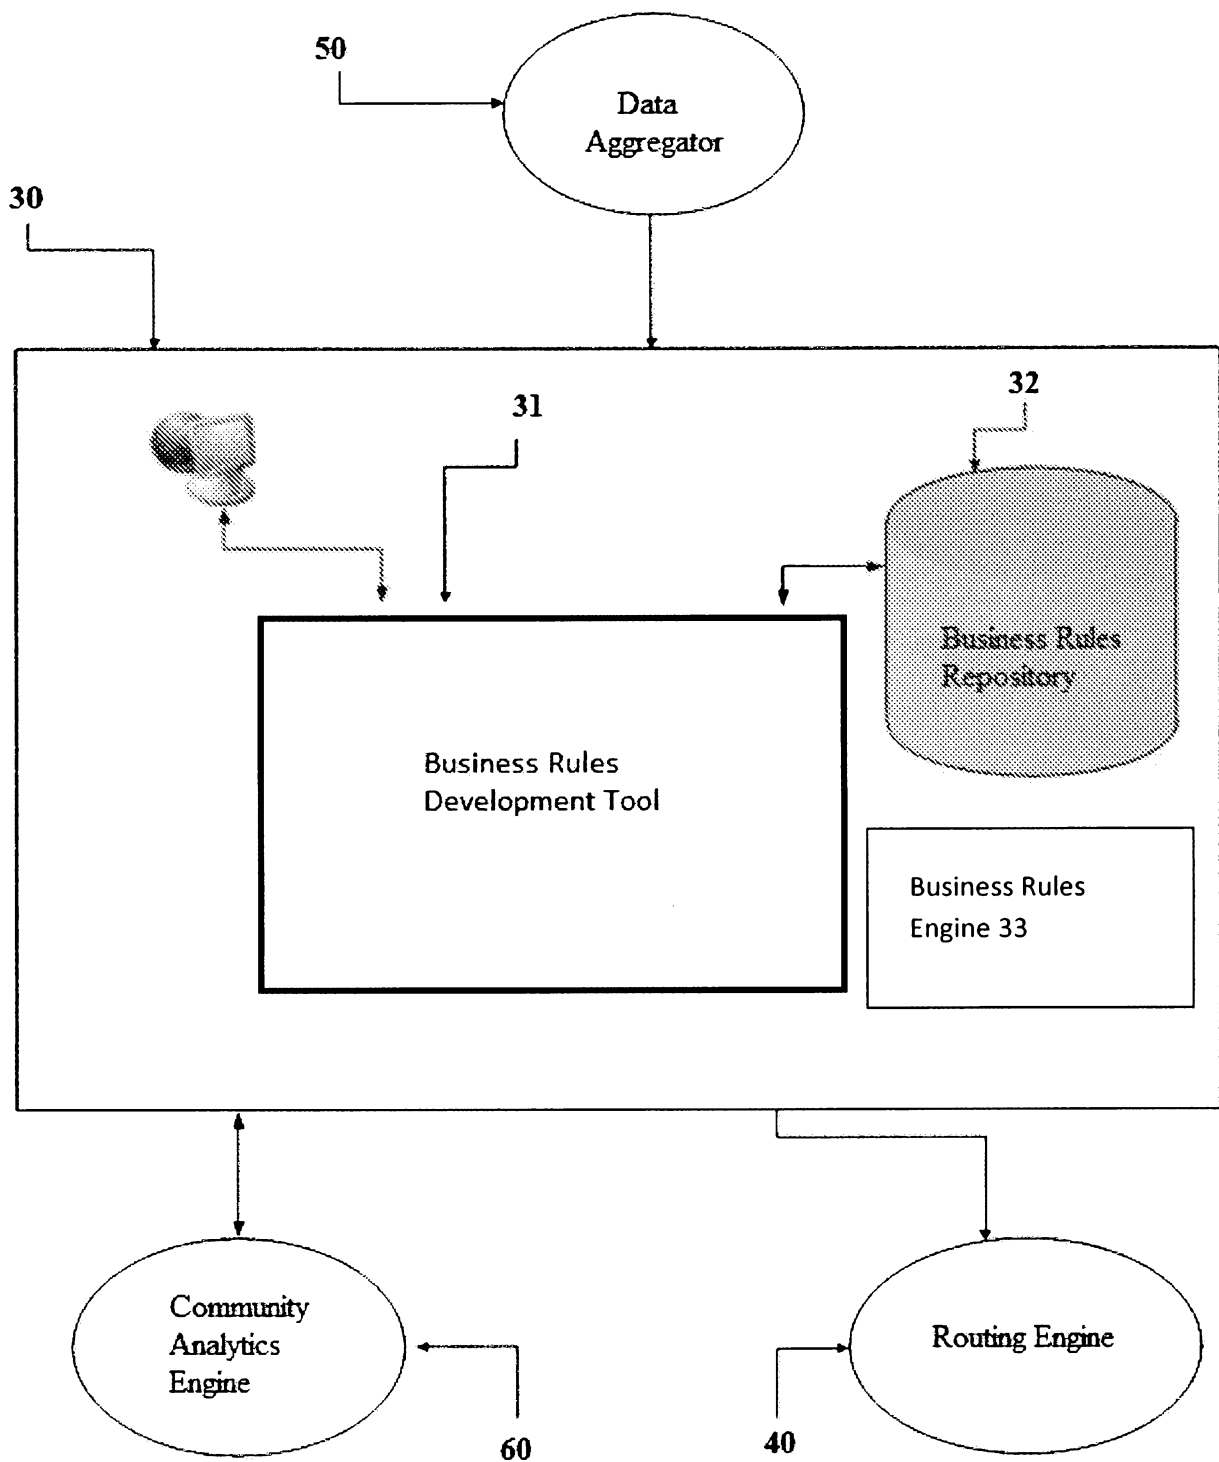 50
Data
Aggregator
30
31
32
Business Rules
Repository
Business Rules
Development Tool
Business Rules
Engine 33
Community
Analytics
Engine
Routing Engine
60
40